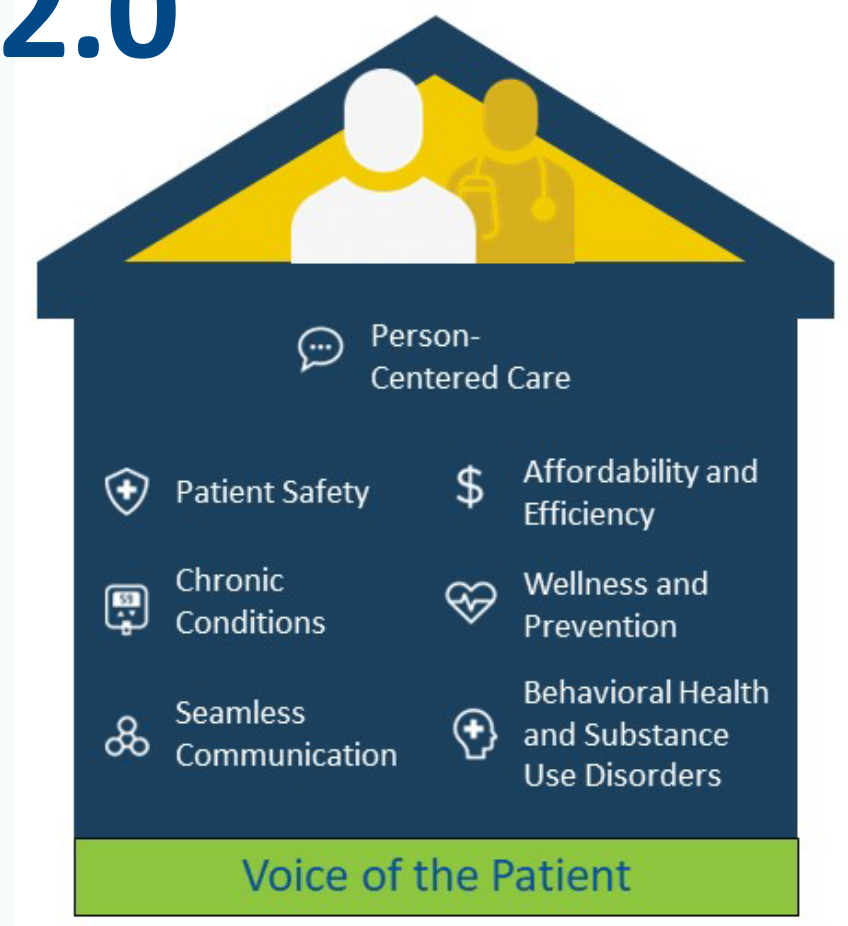 2.0
Person-
Centered Care
Patient Safety
Affordability and
Efficiency
Chronic
Conditions
Wellness and
Prevention
Seamless
Communication
Behavioral Health
and Substance
Use Disorders
Voice of the Patient